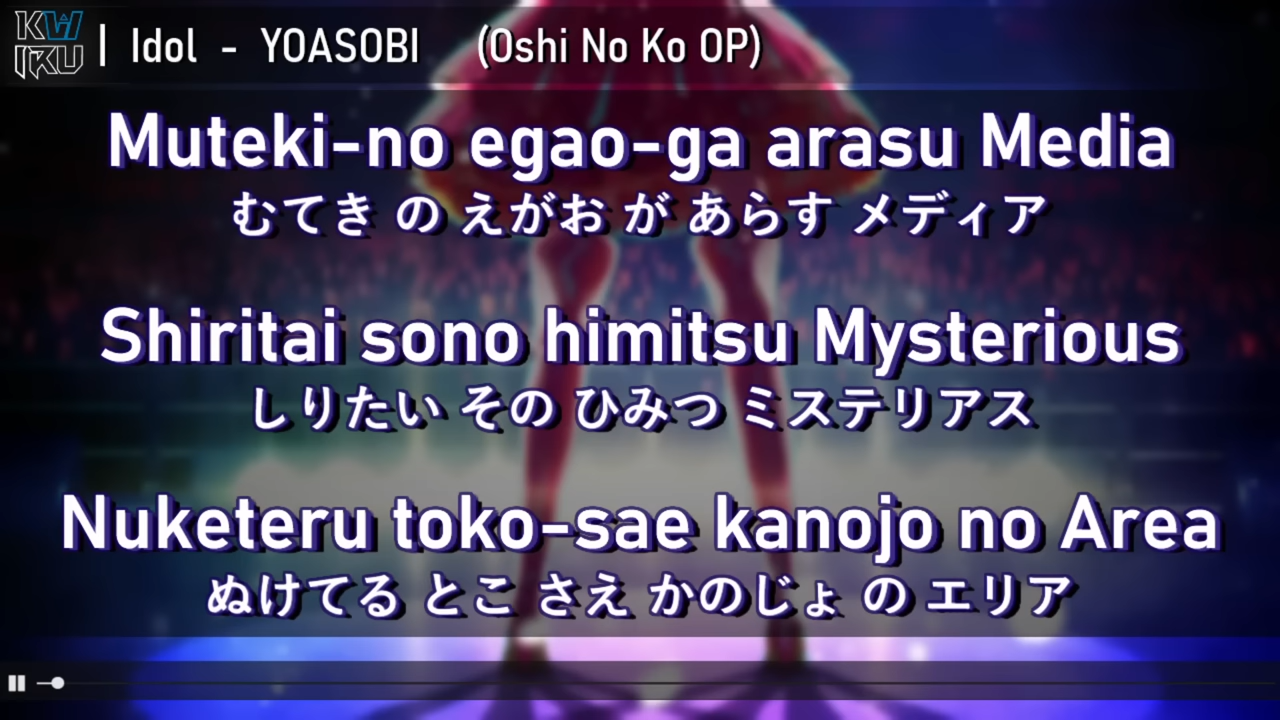 KW
IKU
| Idol - YOASOBI (Oshi No Ko OP)
Muteki-no egao-ga arasu Media
むてき の えがお が あらす メディア
Shiritai sono himitsu Mysterious
しりたい その ひみつ ミステリアス
Nuketeru toko-sae kanojo no Area
ぬけてる とこ さえ かのじょ の エリア